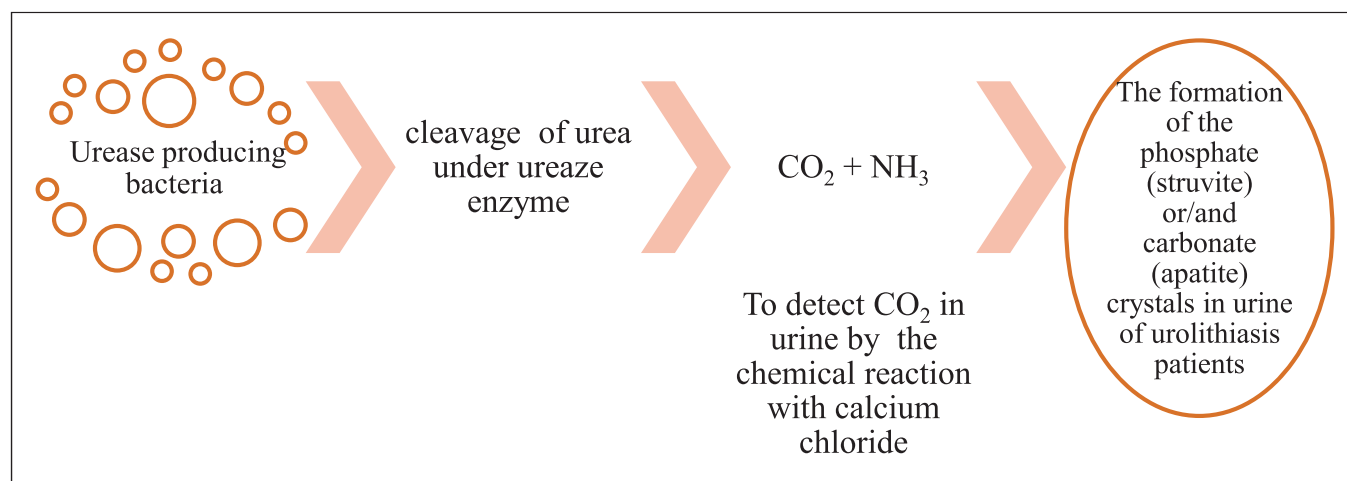 Urease producing
bacteria
cleavage of urea
under ureaze
enzyme
CO₂ + NH₃
To detect CO₂ in
urine by the
chemical reaction
with calcium
chloride
The formation
of the
phosphate
(struvite)
or/and
carbonate
(apatite)
crystals in urine
of urolithiasis
patients